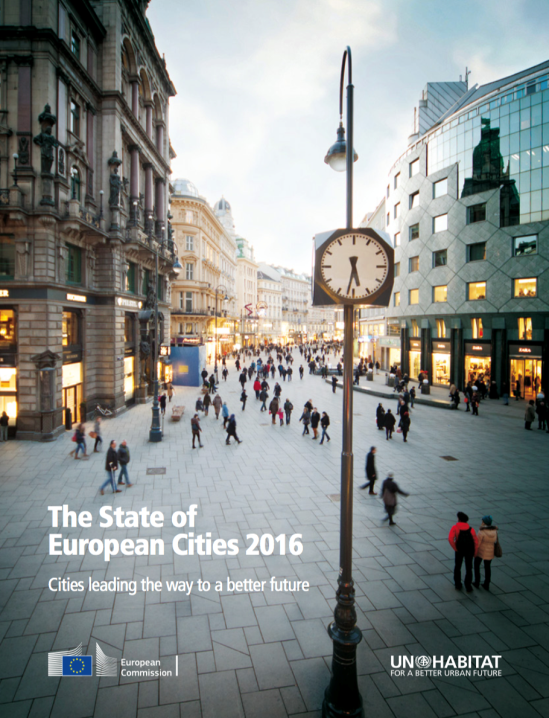 The State of
European Cities 2016
Cities leading the way to a better future
European
Commission
UN HABITAT
FOR A BETTER URBAN FUTURE